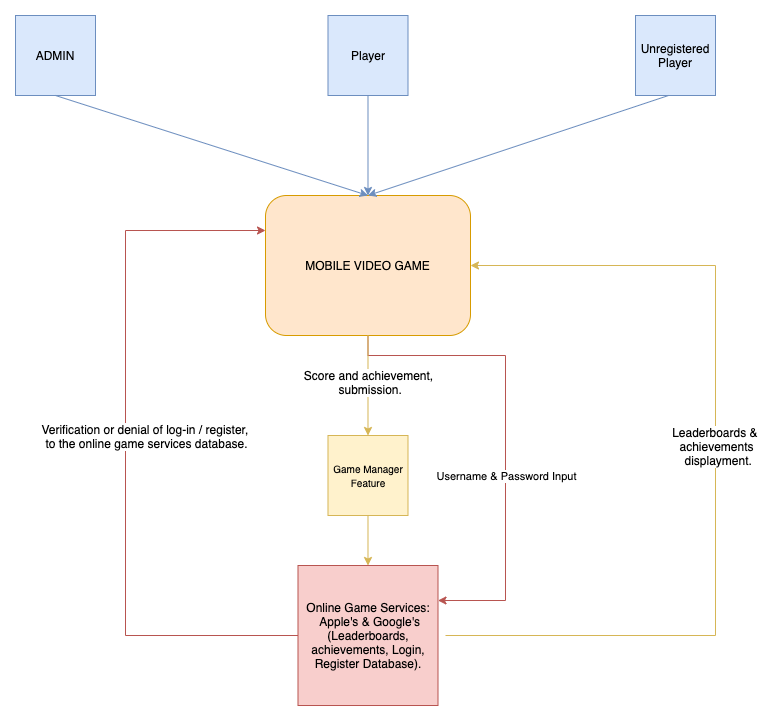 ADMIN
Player
Unregistered
Player
MOBILE VIDEO GAME
Score and achievement,
submission.
Verification or denial of log-in / register,
to the online game services database.
Leaderboards &
achievements
displayment.
Game Manager
Feature
Username & Password Input
Online Game Services:
Apple's & Google's
(Leaderboards,
achievements, Login,
Register Database).